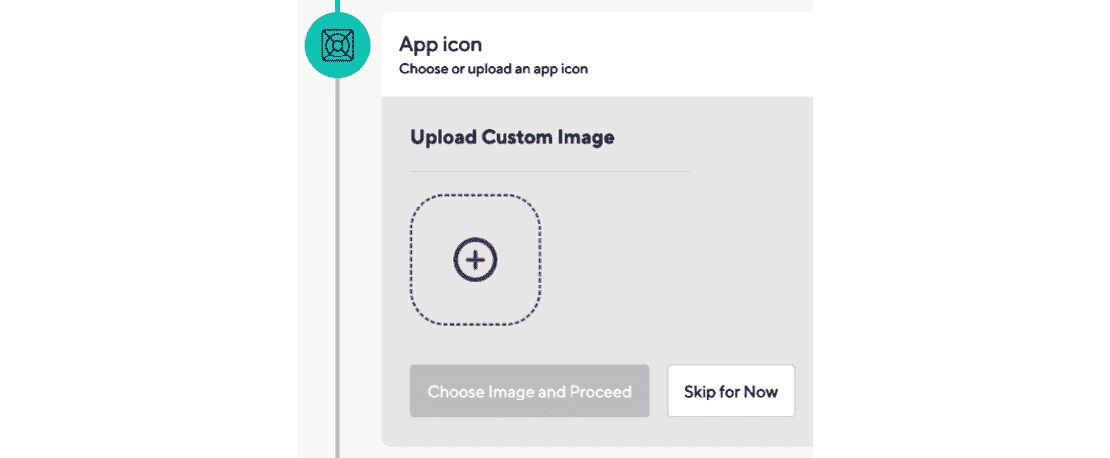 App icon
Choose or upload an app icon
Upload Custom Image
Choose Image and Proceed
Skip for Now